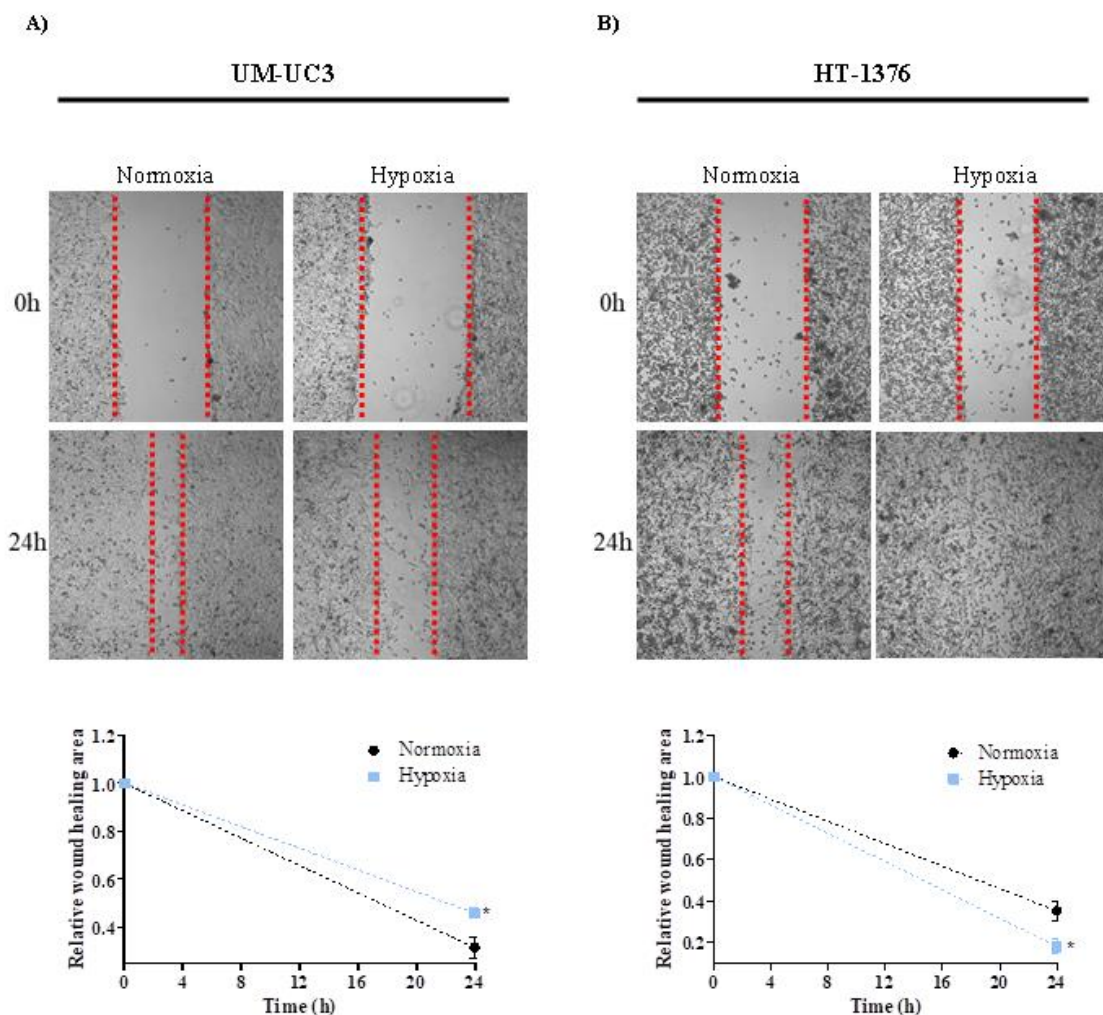 A)
UM-UC3
Normoxia
Hypoxia
0h
24h
1.2
1.0
0.8
0.6
0.4
Relative wound healing area
Normoxia
Hypoxia
*
0 4 8 12 16 20 24
Time (h)
B)
HT-1376
Normoxia
Hypoxia
0h
24h
1.2
1.0
0.8
0.6
0.4
0.2
Relative wound healing area
Normoxia
Hypoxia
*
0 4 8 12 16 20 24
Time (h)